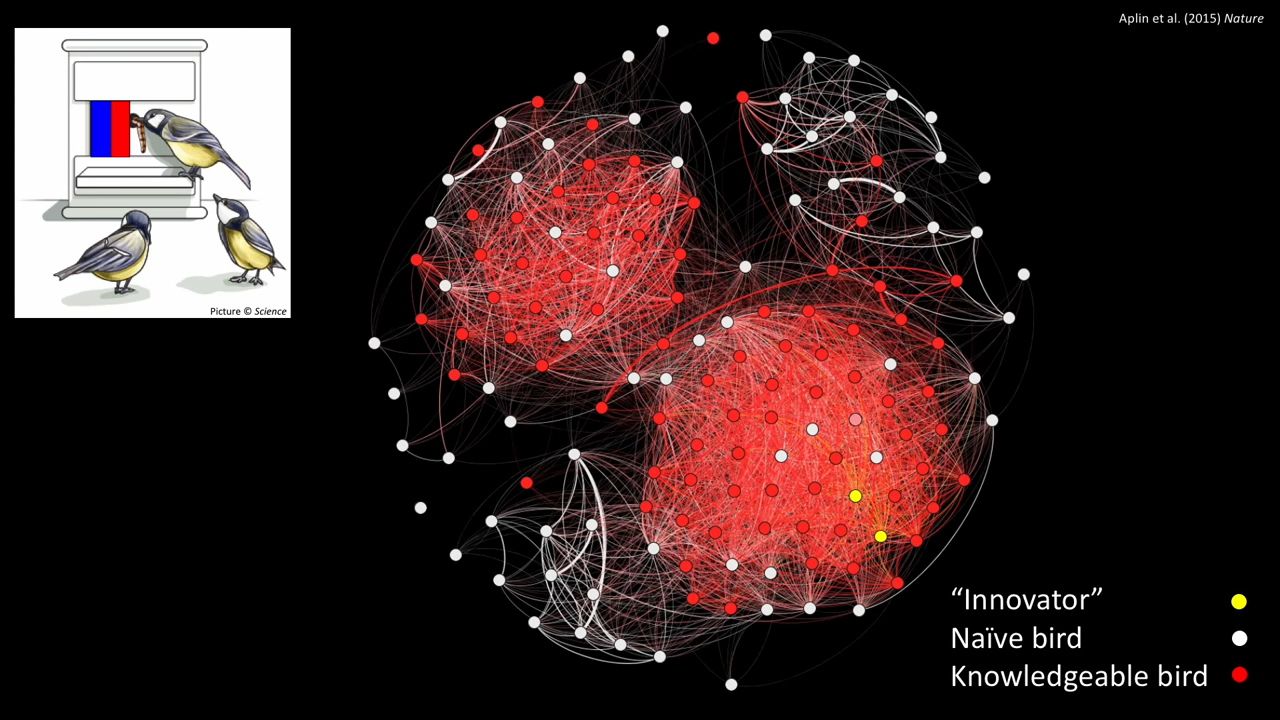 Aplin et al. (2015) Nature
Picture © Science
“Innovator”
Naïve bird
Knowledgeable bird